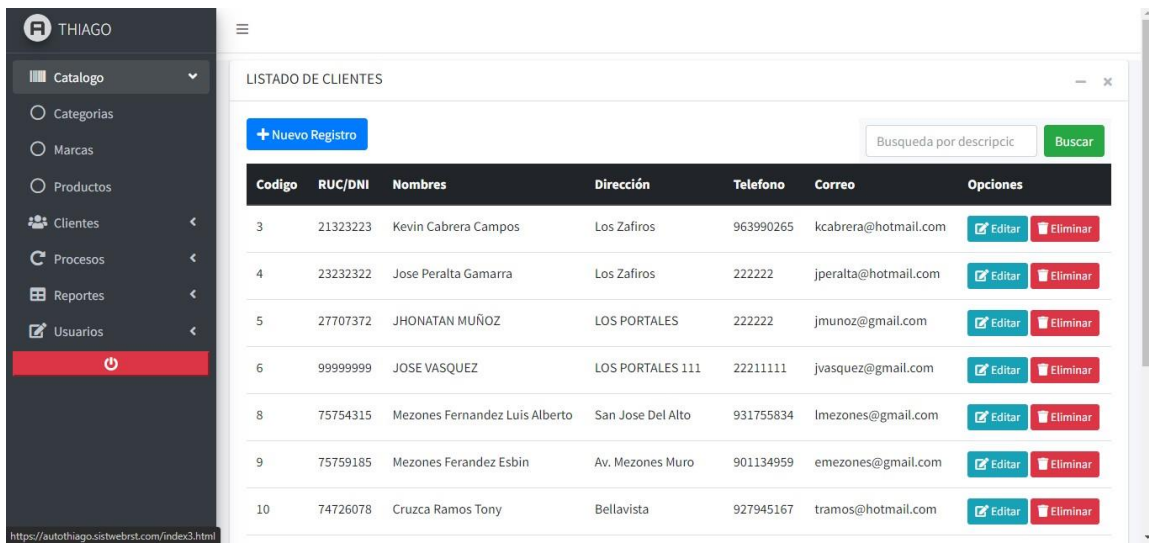 THIAGO
Catalogo
Categorias
Marcas
Productos
Clientes
Procesos
Reportes
Usuarios
LISTADO DE CLIENTES
Nuevo Registro
Busqueda por descripcic
Buscar
Codigo RUC/DNI Nombres Dirección Telefono Correo Opciones
3 21323223 Kevin Cabrera Campos Los Zafiros 963990265 kcabrera@hotmail.com Editar Eliminar
4 23232322 Jose Peralta Gamarra Los Zafiros 222222 jperalta@hotmail.com Editar Eliminar
5 27707372 JHONATAN MUÑOZ LOS PORTALES 222222 jmunoz@gmail.com Editar Eliminar
6 99999999 JOSE VASQUEZ LOS PORTALES 111 22211111 jvasquez@gmail.com Editar Eliminar
8 75754315 Mezones Fernandez Luis Alberto San Jose Del Alto 931755834 lmezones@gmail.com Editar Eliminar
9 75759185 Mezones Ferandez Esbin Av. Mezones Muro 901134959 emezones@gmail.com Editar Eliminar
10 74726078 Cruzca Ramos Tony Bellavista 927945167 tramos@hotmail.com Editar Eliminar
https://autothiago.sistwebrst.com/index3.html